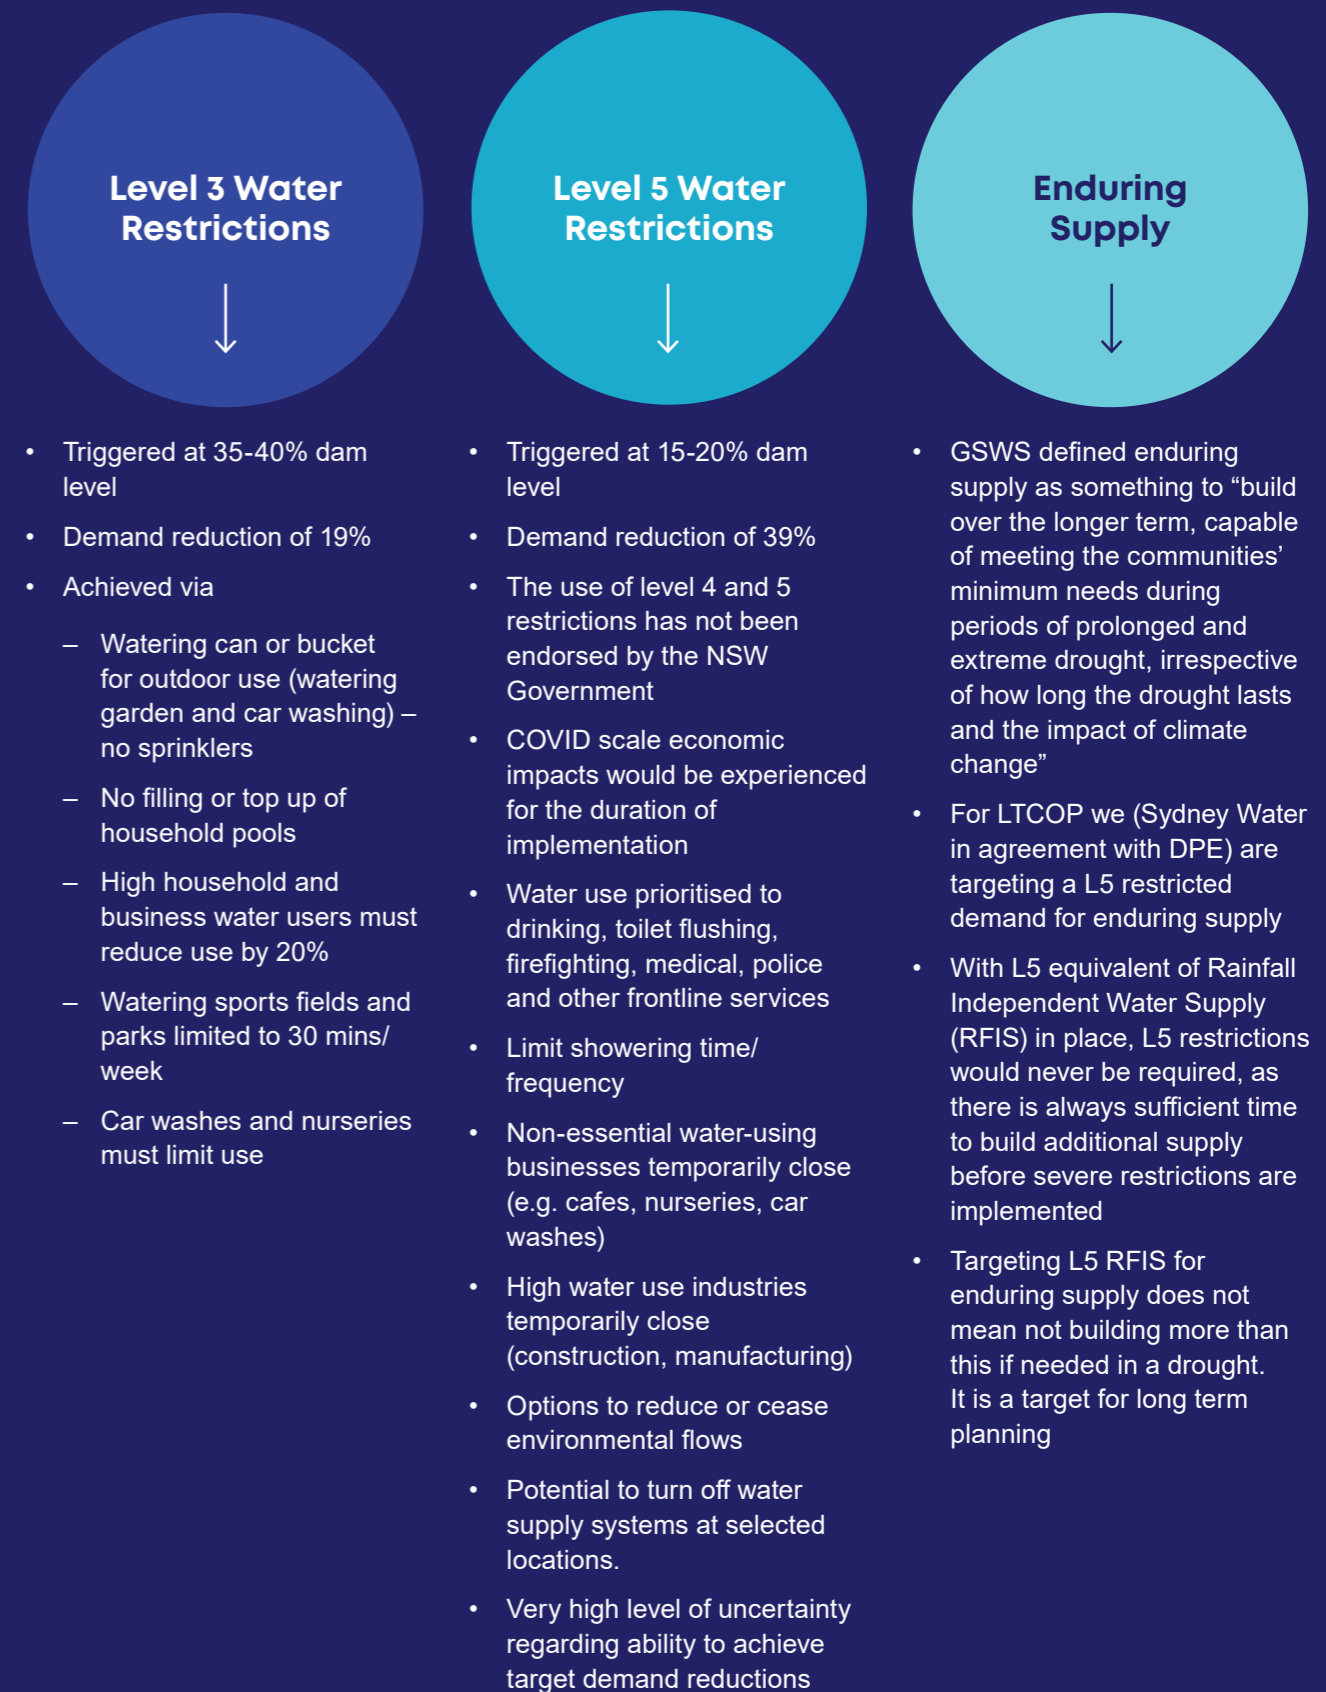 Level 3 Water
Restrictions
• Triggered at 35-40% dam
level
• Demand reduction of 19%
• Achieved via
– Watering can or bucket
for outdoor use (watering
garden and car washing) –
no sprinklers
– No filling or top up of
household pools
– High household and
business water users must
reduce use by 20%
– Watering sports fields and
parks limited to 30 mins/
week
– Car washes and nurseries
must limit use
Level 5 Water
Restrictions
• Triggered at 15-20% dam
level
• Demand reduction of 39%
• The use of level 4 and 5
restrictions has not been
endorsed by the NSW
Government
• COVID scale economic
impacts would be experienced
for the duration of
implementation
• Water use prioritised to
drinking, toilet flushing,
firefighting, medical, police
and other frontline services
• Limit showering time/
frequency
• Non-essential water-using
businesses temporarily close
(e.g. cafes, nurseries, car
washes)
• High water use industries
temporarily close
(construction, manufacturing)
• Options to reduce or cease
environmental flows
• Potential to turn off water
supply systems at selected
locations.
• Very high level of uncertainty
regarding ability to achieve
target demand reductions
Enduring
Supply
• GSWS defined enduring
supply as something to “build
over the longer term, capable
of meeting the communities’
minimum needs during
periods of prolonged and
extreme drought, irrespective
of how long the drought lasts
and the impact of climate
change”
• For LTCOP we (Sydney Water
in agreement with DPE) are
targeting a L5 restricted
demand for enduring supply
• With L5 equivalent of Rainfall
Independent Water Supply
(RFIS) in place, L5 restrictions
would never be required, as
there is always sufficient time
to build additional supply
before severe restrictions are
implemented
• Targeting L5 RFIS for
enduring supply does not
mean not building more than
this if needed in a drought.
It is a target for long term
planning